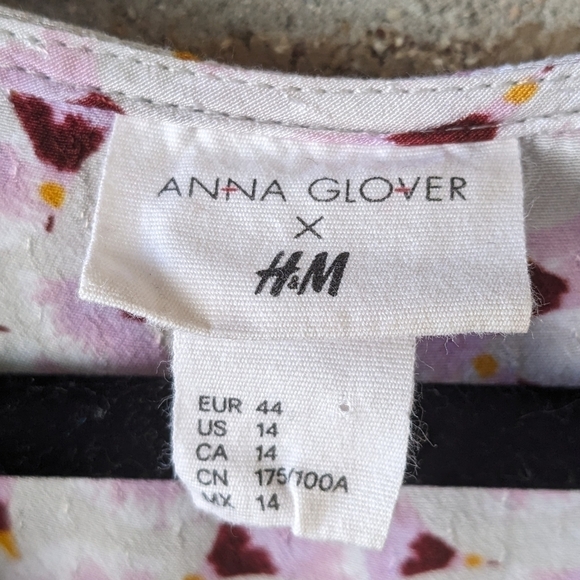 ANNA GLOVER
X
H&M
EUR 44
US 14
CA 14
CN 175/100A
MX 14